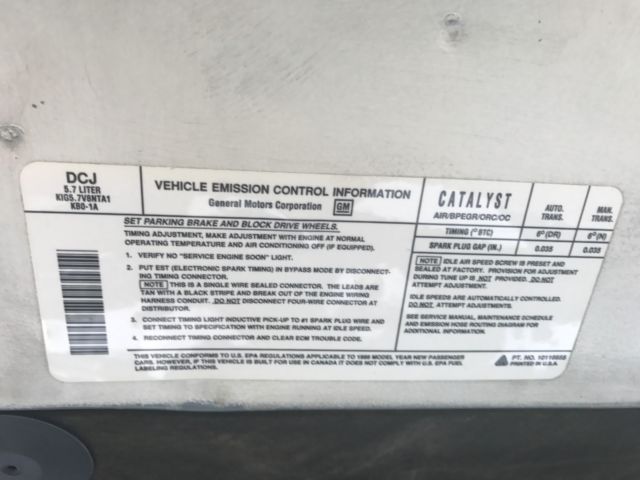 DCJ
5.7 LITER
K1G5.7V8NTA1
KB0-1A
VEHICLE EMISSION CONTROL INFORMATION
General Motors Corporation GM
CATALYST
AIR/BPEGR/ORC/OC
AUTO. TRANS.
MAN. TRANS.
TIMING (° BTC) 6°(DR) 6°(N)
SPARK PLUG GAP (IN.) 0.035 0.035
SET PARKING BRAKE AND BLOCK DRIVE WHEELS.
TIMING ADJUSTMENT, MAKE ADJUSTMENT WITH ENGINE AT NORMAL
OPERATING TEMPERATURE AND AIR CONDITIONING OFF (IF EQUIPPED).
1. VERIFY NO "SERVICE ENGINE SOON" LIGHT.
2. PUT EST (ELECTRONIC SPARK TIMING) IN BYPASS MODE BY DISCONNECT-
ING TIMING CONNECTOR.
NOTE THIS IS A SINGLE WIRE SEALED CONNECTOR. THE LEADS ARE
TAN WITH A BLACK STRIPE AND BREAK OUT OF THE ENGINE WIRING
HARNESS CONDUIT. DO NOT DISCONNECT FOUR-WIRE CONNECTOR AT
DISTRIBUTOR.
3. CONNECT TIMING LIGHT INDUCTIVE PICK-UP TO #1 SPARK PLUG WIRE AND
SET TIMING TO SPECIFICATION WITH ENGINE RUNNING AT IDLE SPEED.
4. RECONNECT TIMING CONNECTOR AND CLEAR ECM TROUBLE CODE.
NOTE IDLE AIR SPEED SCREW IS PRESET AND
SEALED AT FACTORY. PROVISION FOR ADJUSTMENT
DURING TUNE UP IS NOT PROVIDED. DO NOT
ATTEMPT ADJUSTMENT.
IDLE SPEEDS ARE AUTOMATICALLY CONTROLLED.
DO NOT ATTEMPT ADJUSTMENT.
SEE SERVICE MANUAL, MAINTENANCE SCHEDULE
AND EMISSION HOSE ROUTING DIAGRAM FOR
ADDITIONAL INFORMATION.
THIS VEHICLE CONFORMS TO U.S. EPA REGULATIONS APPLICABLE TO 1989 MODEL YEAR NEW PASSENGER
CARS. HOWEVER, IF THIS VEHICLE IS FOR USE IN CANADA IT DOES NOT COMPLY WITH U.S. EPA FUEL
ECONOMY REGULATIONS.
PT. NO.
PRINTED IN U.S.A.